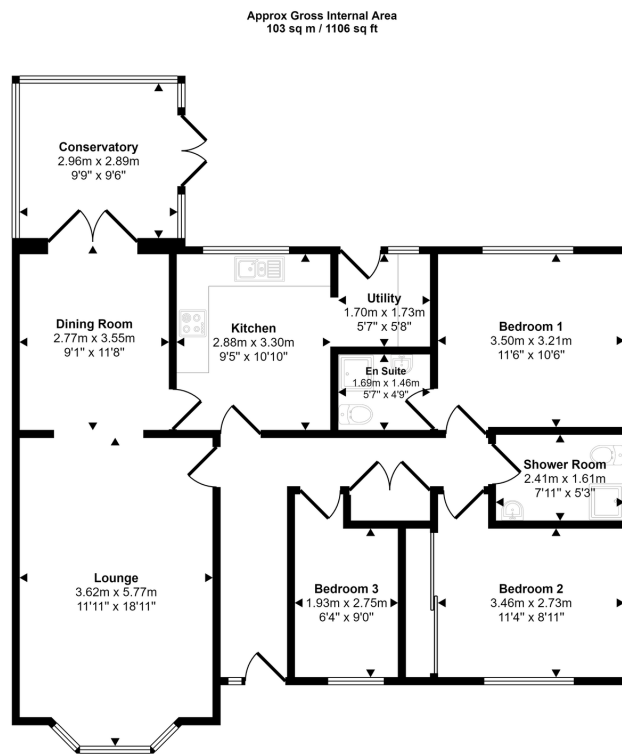 Approx Gross Internal Area
103 sq m / 1106 sq ft
Conservatory
2.96m x 2.89m
9'9" x 9'6"
Dining Room
2.77m x 3.55m
9'1" x 11'8"
Kitchen
2.88m x 3.30m
9'5" x 10'10"
Utility
1.70m x 1.73m
5'7" x 5'8"
Bedroom 1
3.50m x 3.21m
11'6" x 10'6"
En Suite
1.69m x 1.46m
5'7" x 4'9"
Shower Room
2.41m x 1.61m
7'11" x 5'3"
Lounge
3.62m x 5.77m
11'11" x 18'11"
Bedroom 3
1.93m x 2.75m
6'4" x 9'0"
Bedroom 2
3.46m x 2.73m
11'4" x 8'11"